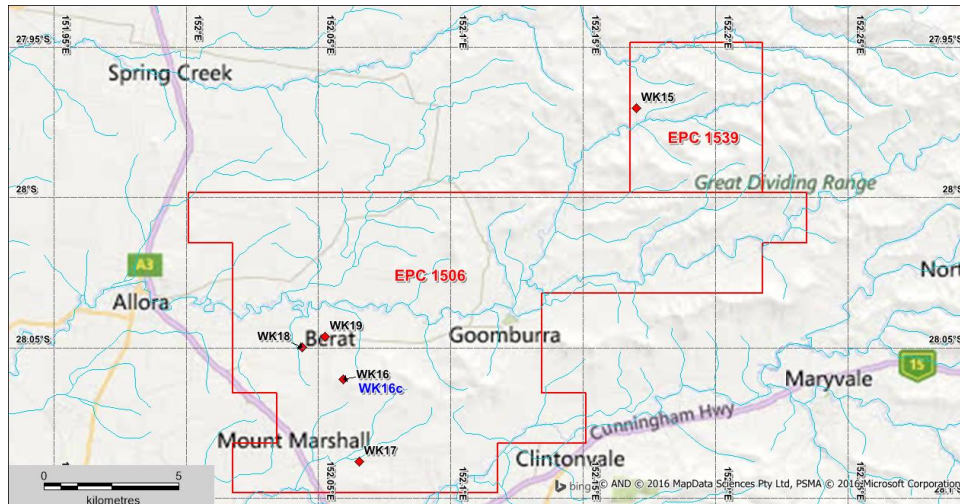 151.95°E
152°E
152.05°E
152.1°E
152.15°E
152.2°E
152.25°E
27.95°S
27.95°S
Spring Creek
WK15
EPC 1539
28°S
28°S
Great Dividing Range
A3
EPC 1506
Nort
Allora
WK19
WK18
Berat
Goomburra
28.05°S
28.05°S
WK16
WK16c
Maryvale
15
Cunningham Hwy
Mount Marshall
WK17
Clintonvale
152.05°E
152.1°E
0 5
kilometres
bing © AND © 2016 MapData Sciences Pty Ltd, PSMA © 2016 Microsoft Corporation